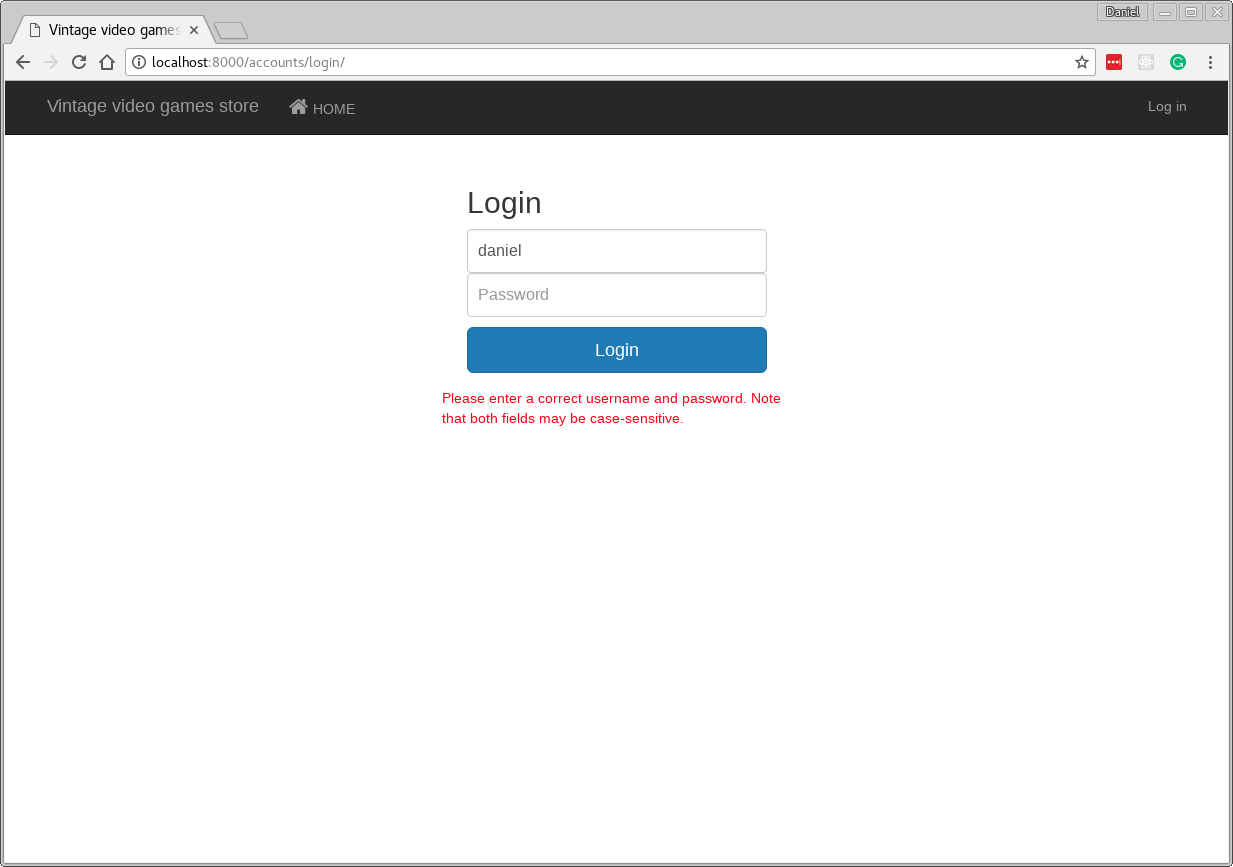 Daniel
Vintage video games
localhost:8000/accounts/login/
Vintage video games store HOME Log in
Login
daniel
Password
Login
Please enter a correct username and password. Note
that both fields may be case-sensitive.